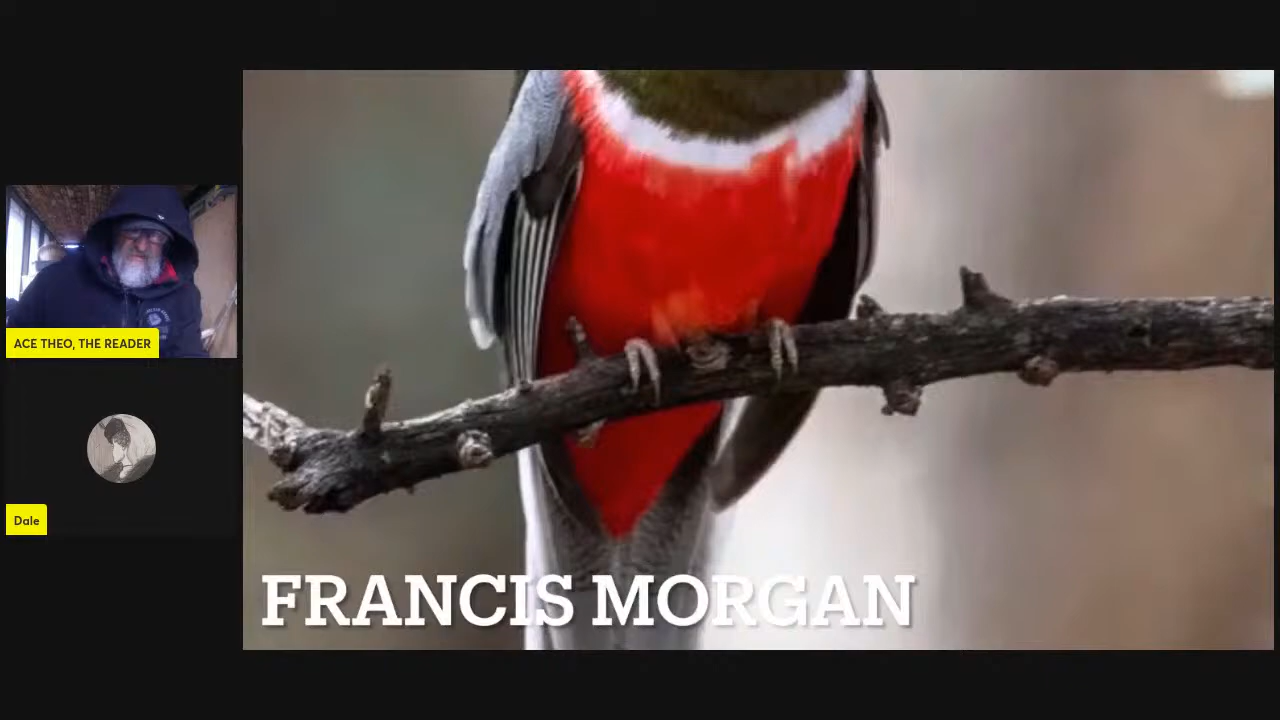 ACE THEO, THE READER
Dale
FRANCIS MORGAN